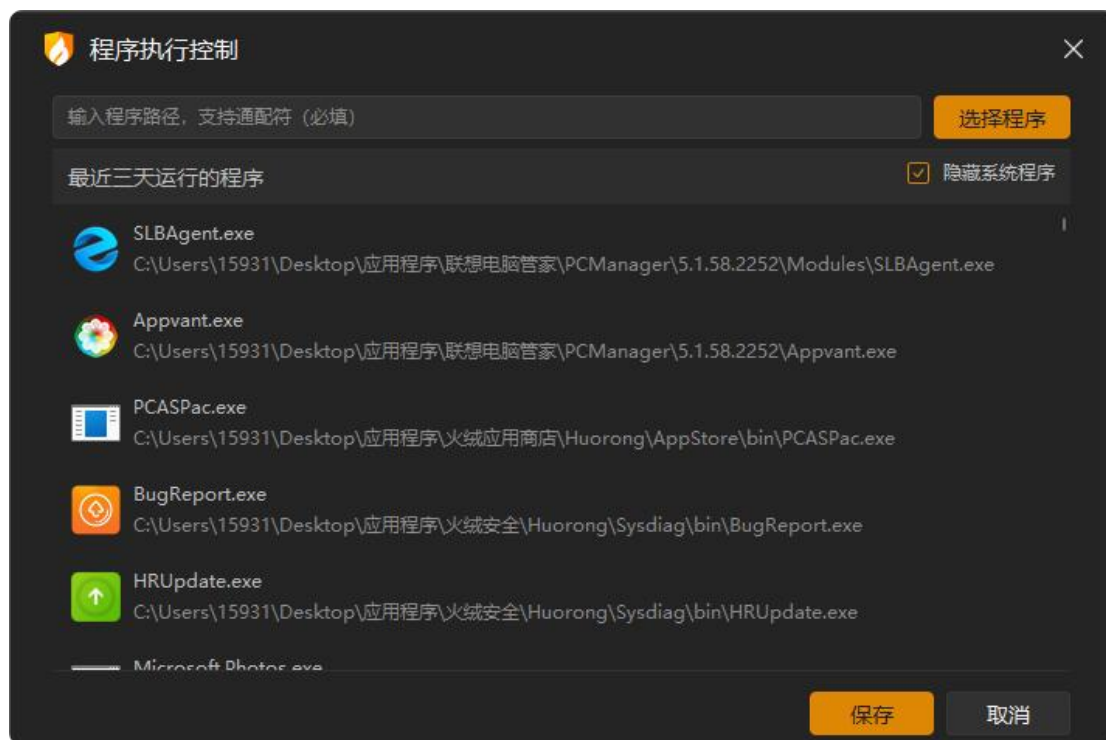 程序执行控制
输入程序路径，支持通配符（必填）
选择程序
最近三天运行的程序
隐藏系统程序
SLBAgent.exe
C:\Users\15931\Desktop\应用程序\联想电脑管家\PCManager\5.1.58.2252\Modules\SLBAgent.exe
Appvant.exe
C:\Users\15931\Desktop\应用程序\联想电脑管家\PCManager\5.1.58.2252\Appvant.exe
PCASPac.exe
C:\Users\15931\Desktop\应用程序\火绒应用商店\Huorong\AppStore\bin\PCASPac.exe
BugReport.exe
C:\Users\15931\Desktop\应用程序\火绒安全\Huorong\Sysdiag\bin\BugReport.exe
HRUpdate.exe
C:\Users\15931\Desktop\应用程序\火绒安全\Huorong\Sysdiag\bin\HRUpdate.exe
Microsoft.Photos.exe
保存
取消